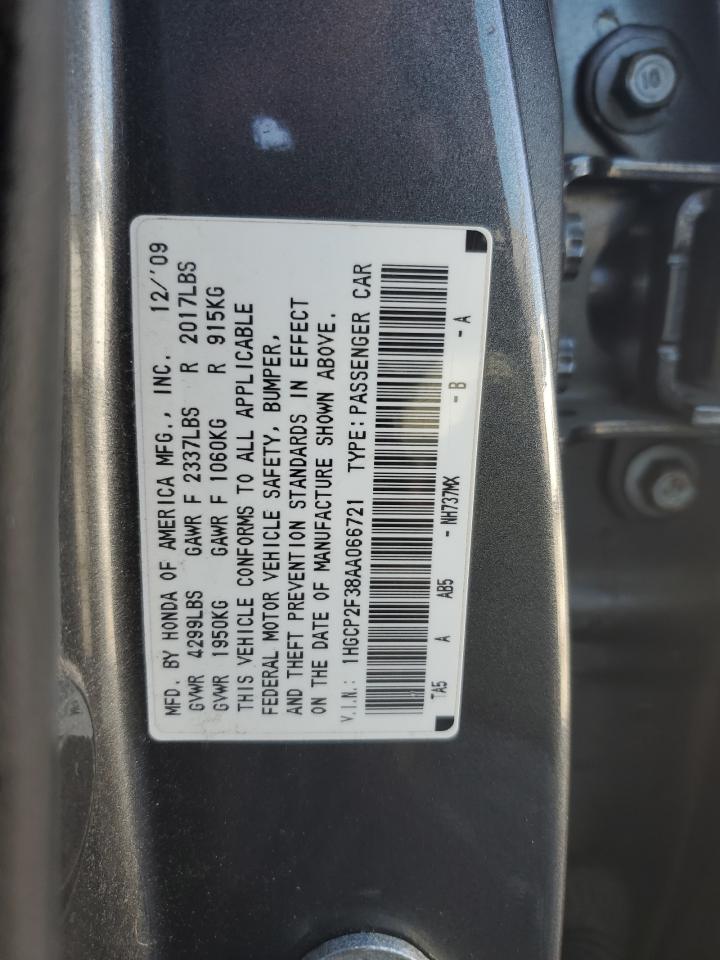 MFD. BY HONDA OF AMERICA MFG., INC. 12/'09
GVWR 4299LBS GAWR F 2337LBS R 2017LBS
GVWR 1950KG GAWR F 1060KG R 915KG
THIS VEHICLE CONFORMS TO ALL APPLICABLE
FEDERAL MOTOR VEHICLE SAFETY, BUMPER,
AND THEFT PREVENTION STANDARDS IN EFFECT
ON THE DATE OF MANUFACTURE SHOWN ABOVE.
V.I.N.: 1HGCP2F38AA066721 TYPE:PASSENGER CAR
TA5 A AB5 - NH737MX - B - A
10